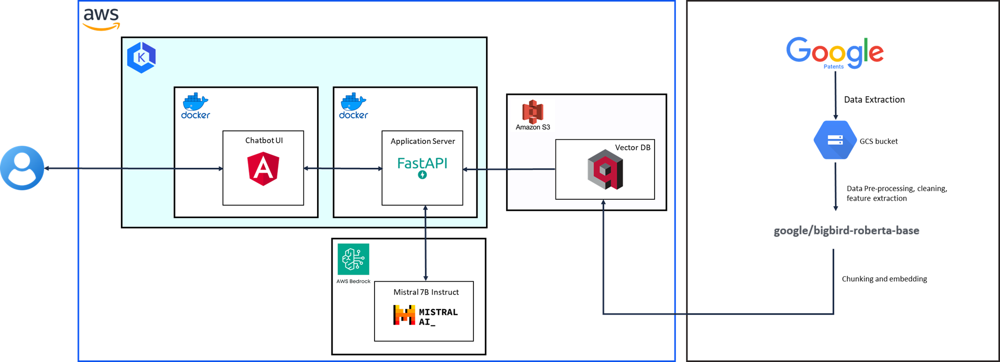 aws
K
docker
docker
Chatbot UI
Application Server
FastAPI
Amazon S3
Vector DB
AWS Bedrock
Mistral 7B Instruct
MISTRAL
AI_
Google
Patents
Data Extraction
GCS bucket
Data Pre-processing, cleaning,
feature extraction
google/bigbird-roberta-base
Chunking and embedding